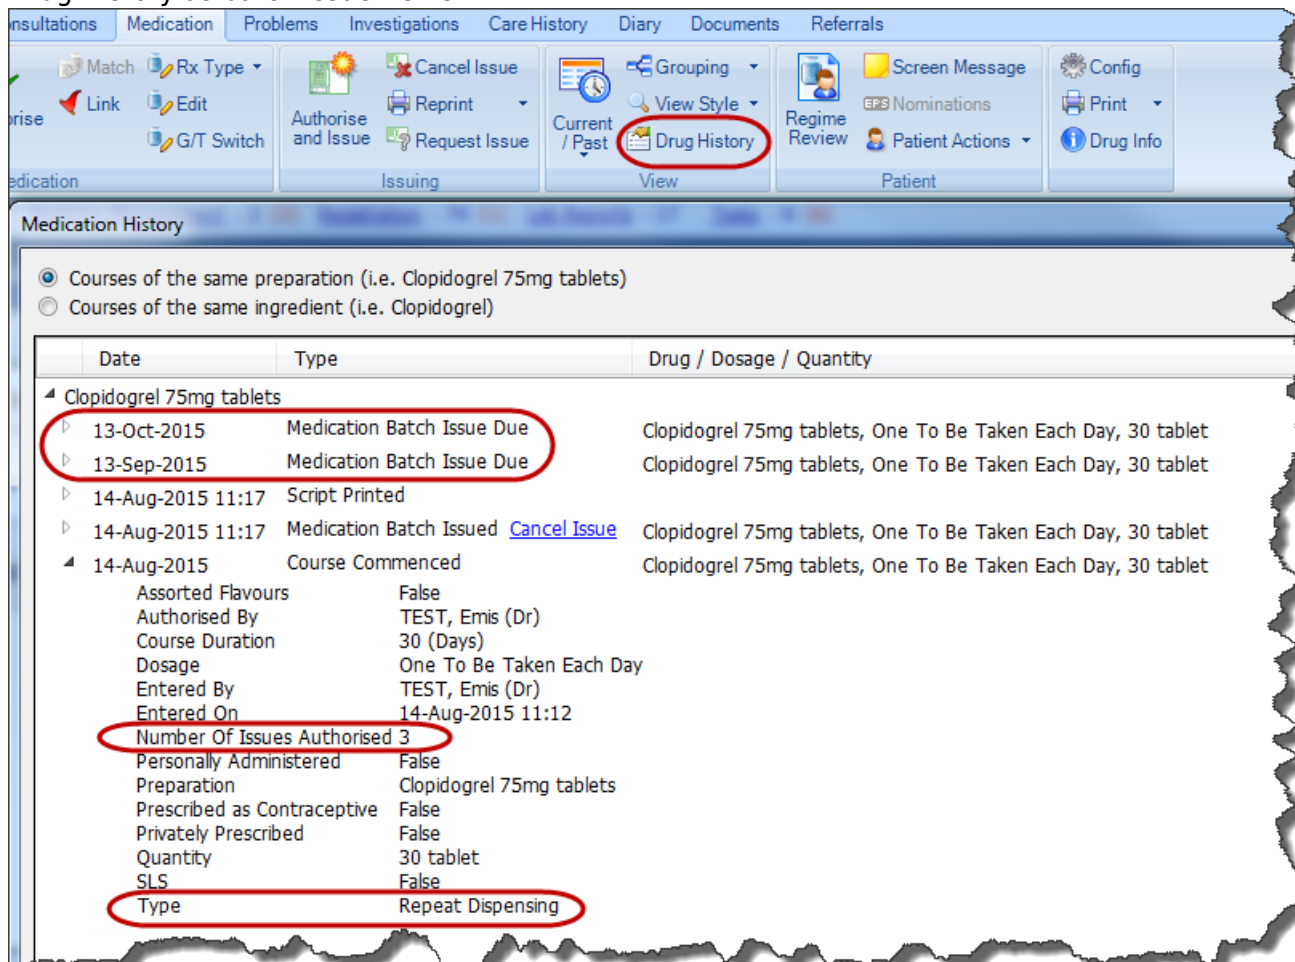 Consultations Medication Problems Investigations Care History Diary Documents Referrals
Match Rx Type Cancel Issue Grouping Screen Message Config
Link Edit Reprint View Style Nominations Print
G/T Switch Authorise and Issue Request Issue Current / Past Drug History Regime Review Patient Actions Drug Info
Issuing View Patient
Medication History
Courses of the same preparation (i.e. Clopidogrel 75mg tablets)
Courses of the same ingredient (i.e. Clopidogrel)
Date Type Drug / Dosage / Quantity
Clopidogrel 75mg tablets
13-Oct-2015 Medication Batch Issue Due Clopidogrel 75mg tablets, One To Be Taken Each Day, 30 tablet
13-Sep-2015 Medication Batch Issue Due Clopidogrel 75mg tablets, One To Be Taken Each Day, 30 tablet
14-Aug-2015 11:17 Script Printed
14-Aug-2015 11:17 Medication Batch Issued Cancel Issue Clopidogrel 75mg tablets, One To Be Taken Each Day, 30 tablet
14-Aug-2015 Course Commenced Clopidogrel 75mg tablets, One To Be Taken Each Day, 30 tablet
Assorted Flavours False
Authorised By TEST, Emis (Dr)
Course Duration 30 (Days)
Dosage One To Be Taken Each Day
Entered By TEST, Emis (Dr)
Entered On 14-Aug-2015 11:12
Number Of Issues Authorised 3
Personally Administered False
Preparation Clopidogrel 75mg tablets
Prescribed as Contraceptive False
Privately Prescribed False
Quantity 30 tablet
SLS False
Type Repeat Dispensing